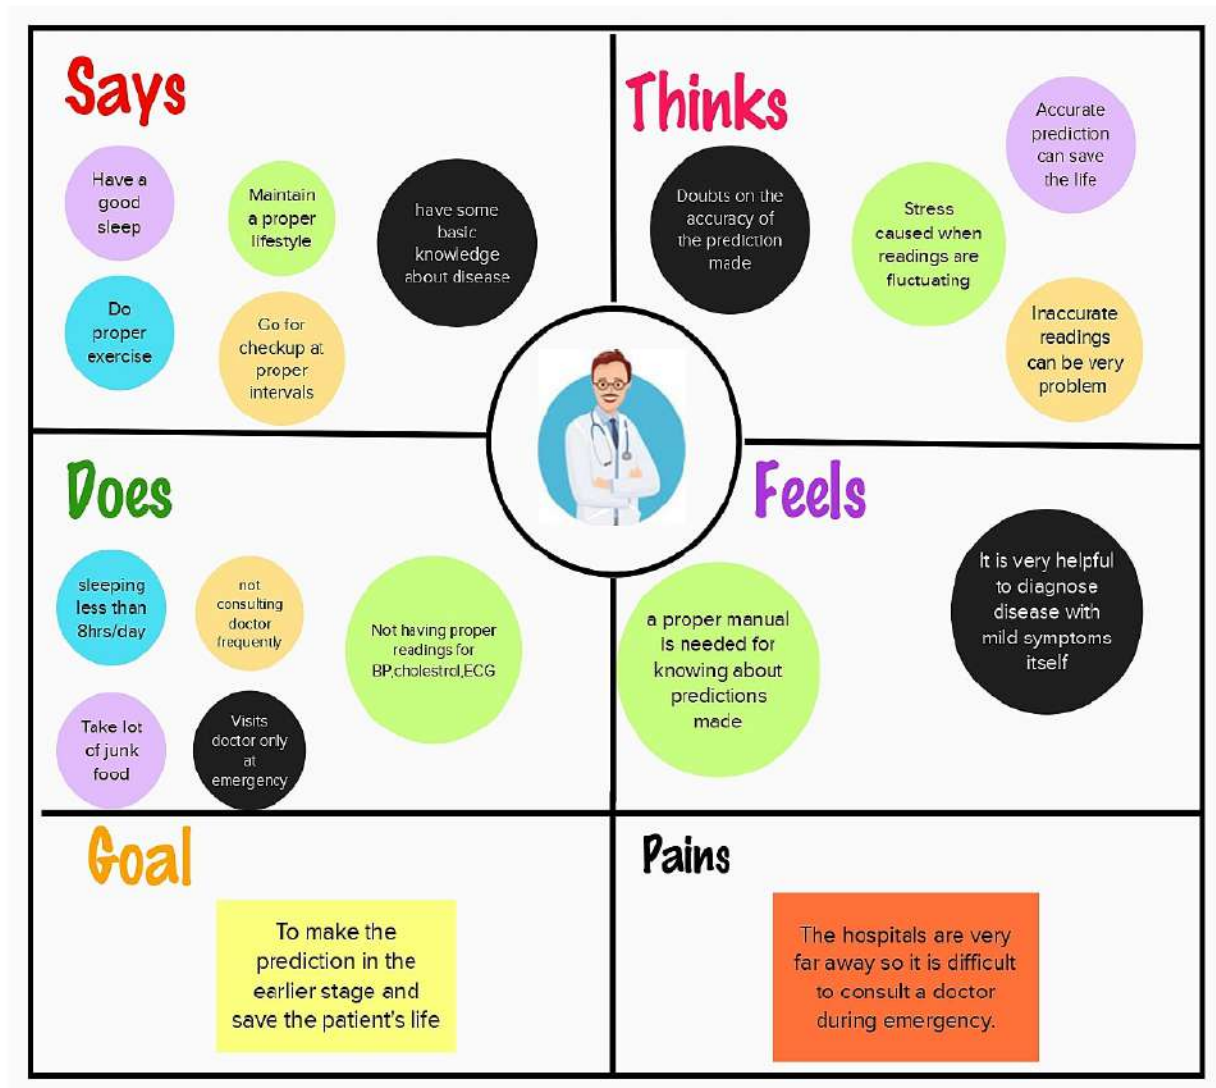 Says
Have a
good
sleep
Maintain
a proper
lifestyle
have some
basic
knowledge
about disease
Do
proper
exercise
Go for
checkup at
proper
intervals
Thinks
Doubts on the
accuracy of
the prediction
made
Stress
caused when
readings are
fluctuating
Accurate
prediction
can save
the life
Inaccurate
readings
can be very
problem
Does
sleeping
less than
8hrs/day
not
consulting
doctor
frequently
Not having proper
readings for
BP,cholestrol,ECG
Take lot
of junk
food
Visits
doctor only
at
emergency
Feels
a proper manual
is needed for
knowing about
predictions
made
It is very helpful
to diagnose
disease with
mild symptoms
itself
Goal
To make the
prediction in the
earlier stage and
save the patient's life
Pains
The hospitals are very
far away so it is difficult
to consult a doctor
during emergency.